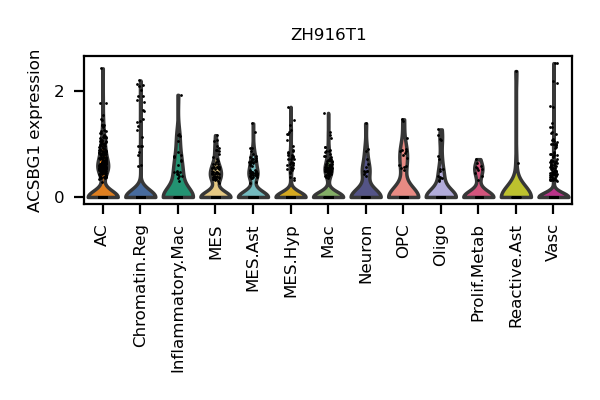 ZH916T1
ACSBG1 expression
2
0
AC
Chromatin.Reg
Inflammatory.Mac
MES
MES.Ast
MES.Hyp
Mac
Neuron
OPC
Oligo
Prolif.Metab
Reactive.Ast
Vasc